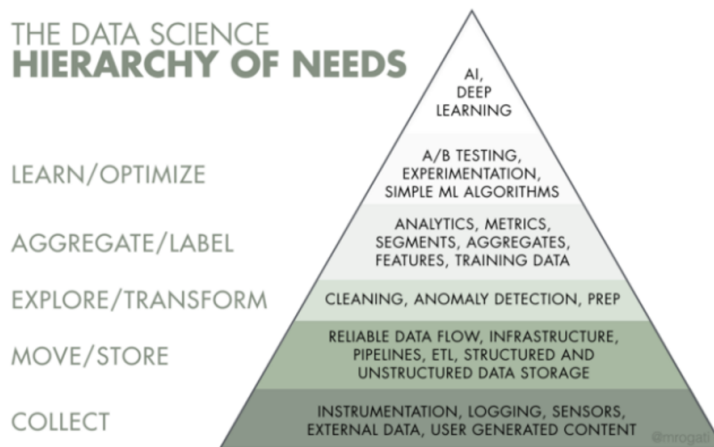 THE DATA SCIENCE
HIERARCHY OF NEEDS
AI,
DEEP
LEARNING
LEARN/OPTIMIZE
A/B TESTING,
EXPERIMENTATION,
SIMPLE ML ALGORITHMS
AGGREGATE/LABEL
ANALYTICS, METRICS,
SEGMENTS, AGGREGATES,
FEATURES, TRAINING DATA
EXPLORE/TRANSFORM
CLEANING, ANOMALY DETECTION, PREP
MOVE/STORE
RELIABLE DATA FLOW, INFRASTRUCTURE,
PIPELINES, ETL, STRUCTURED AND
UNSTRUCTURED DATA STORAGE
COLLECT
INSTRUMENTATION, LOGGING, SENSORS,
EXTERNAL DATA, USER GENERATED CONTENT
@mrogati